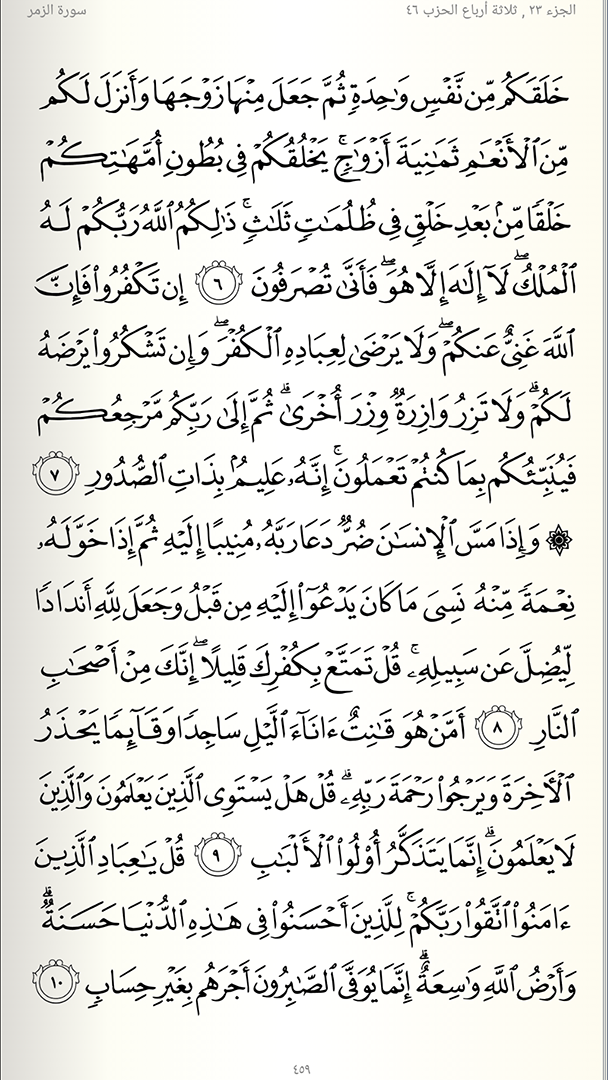 الجزء ٢٣ , ثلاثة أرباع الحزب ٤٦
سورة الزمر
خَلَقَكُم مِّن نَّفۡسٖ وَٰحِدَةٖ ثُمَّ جَعَلَ مِنۡهَا زَوۡجَهَا وَأَنزَلَ لَكُم
مِّنَ ٱلۡأَنۡعَٰمِ ثَمَٰنِيَةَ أَزۡوَٰجٖۚ يَخۡلُقُكُمۡ فِي بُطُونِ أُمَّهَٰتِكُمۡ
خَلۡقٗا مِّنۢ بَعۡدِ خَلۡقٖ فِي ظُلُمَٰتٖ ثَلَٰثٖۚ ذَٰلِكُمُ ٱللَّهُ رَبُّكُمۡ لَهُ
ٱلۡمُلۡكُۖ لَآ إِلَٰهَ إِلَّا هُوَۖ فَأَنَّىٰ تُصۡرَفُونَ ٦ إِن تَكۡفُرُواْ فَإِنَّ
ٱللَّهَ غَنِيٌّ عَنكُمۡۖ وَلَا يَرۡضَىٰ لِعِبَادِهِ ٱلۡكُفۡرَۖ وَإِن تَشۡكُرُواْ يَرۡضَهُ
لَكُمۡۗ وَلَا تَزِرُ وَازِرَةٞ وِزۡرَ أُخۡرَىٰۚ ثُمَّ إِلَىٰ رَبِّكُم مَّرۡجِعُكُمۡ
فَيُنَبِّئُكُم بِمَا كُنتُمۡ تَعۡمَلُونَۚ إِنَّهُۥ عَلِيمُۢ بِذَاتِ ٱلصُّدُورِ ٧
۞ وَإِذَا مَسَّ ٱلۡإِنسَٰنَ ضُرّٞ دَعَا رَبَّهُۥ مُنِيبًا إِلَيۡهِ ثُمَّ إِذَا خَوَّلَهُۥ
نِعۡمَةٗ مِّنۡهُ نَسِيَ مَا كَانَ يَدۡعُوٓاْ إِلَيۡهِ مِن قَبۡلُ وَجَعَلَ لِلَّهِ أَندَادٗا
لِّيُضِلَّ عَن سَبِيلِهِۦۚ قُلۡ تَمَتَّعۡ بِكُفۡرِكَ قَلِيلًاۖ إِنَّكَ مِنۡ أَصۡحَٰبِ
ٱلنَّارِ ٨ أَمَّنۡ هُوَ قَٰنِتٌ ءَانَآءَ ٱلَّيۡلِ سَاجِدٗا وَقَآئِمٗا يَحۡذَرُ
ٱلۡأٓخِرَةَ وَيَرۡجُواْ رَحۡمَةَ رَبِّهِۦۗ قُلۡ هَلۡ يَسۡتَوِي ٱلَّذِينَ يَعۡلَمُونَ وَٱلَّذِينَ
لَا يَعۡلَمُونَۗ إِنَّمَا يَتَذَكَّرُ أُوْلُواْ ٱلۡأَلۡبَٰبِ ٩ قُلۡ يَٰعِبَادِ ٱلَّذِينَ
ءَامَنُواْ ٱتَّقُواْ رَبَّكُمۡۚ لِلَّذِينَ أَحۡسَنُواْ فِي هَٰذِهِ ٱلدُّنۡيَا حَسَنَةٞۗ
وَأَرۡضُ ٱللَّهِ وَٰسِعَةٌۗ إِنَّمَا يُوَفَّى ٱلصَّٰبِرُونَ أَجۡرَهُم بِغَيۡرِ حِسَابٖ ١٠
٤٥٩